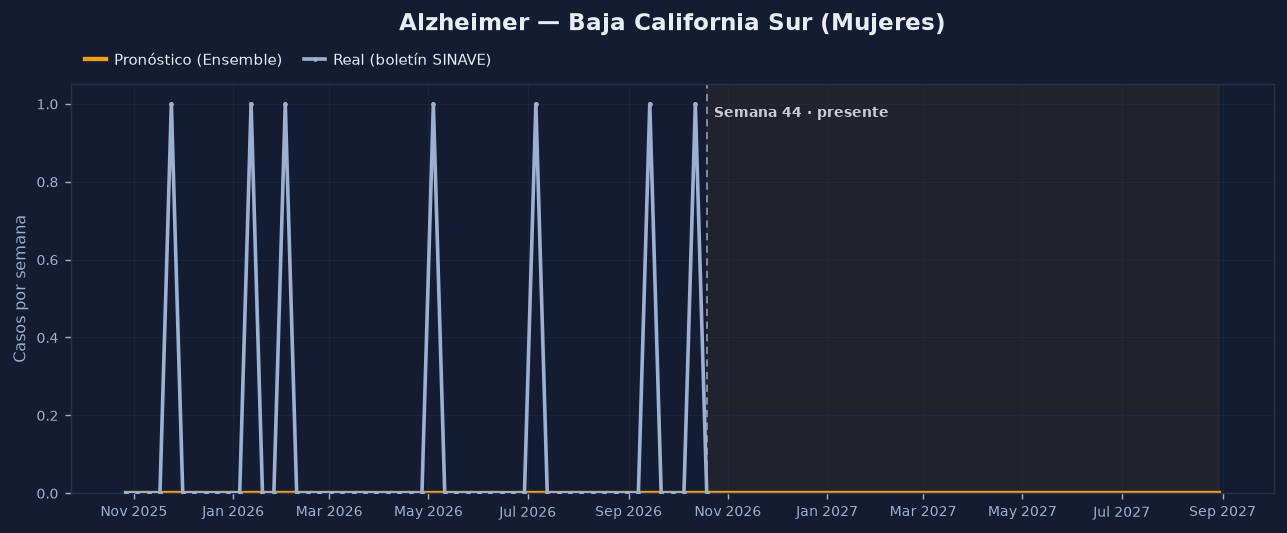 Alzheimer — Baja California Sur (Mujeres)
Pronóstico (Ensemble) Real (boletín SINAVE)
Semana 44 · presente
Casos por semana
1.0
0.8
0.6
0.4
0.2
0.0
Nov 2025 Jan 2026 Mar 2026 May 2026 Jul 2026 Sep 2026 Nov 2026 Jan 2027 Mar 2027 May 2027 Jul 2027 Sep 2027